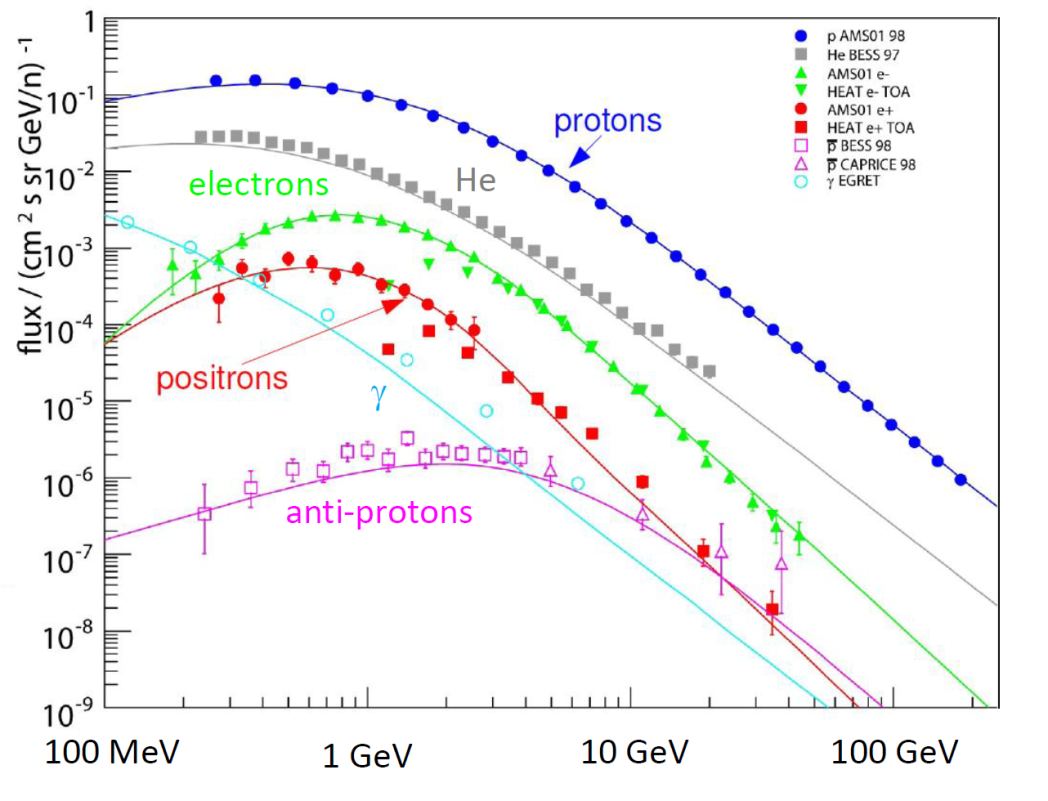 flux / (cm 2 s sr GeV/n) -1
1
10-1
10-2
10-3
10-4
10-5
10-6
10-7
10-8
10-9
p AMS01 98
He BESS 97
AMS01 e-
HEAT e- TOA
AMS01 e+
HEAT e+ TOA
p̅ BESS 98
p̅ CAPRICE 98
γ EGRET
protons
He
electrons
positrons
γ
anti-protons
100 MeV
1 GeV
10 GeV
100 GeV